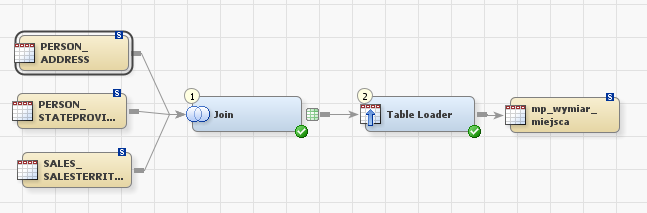 S
PERSON_
ADDRESS
S
PERSON_
STATEPROVI...
S
SALES_
SALESTERRIT...
1
Join
2
Table Loader
S
mp_wymiar_
miejsca